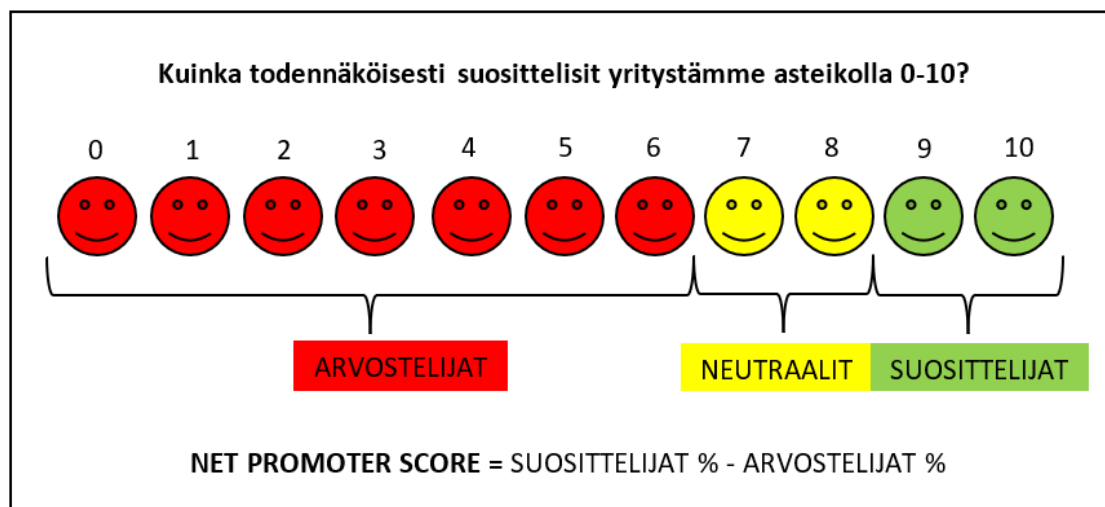 Kuinka todennäköisesti suosittelisit yritystämme asteikolla 0-10?
0 1 2 3 4 5 6 7 8 9 10
ARVOSTELIJAT NEUTRAALIT SUOSITTELIJAT
NET PROMOTER SCORE = SUOSITTELIJAT % - ARVOSTELIJAT %